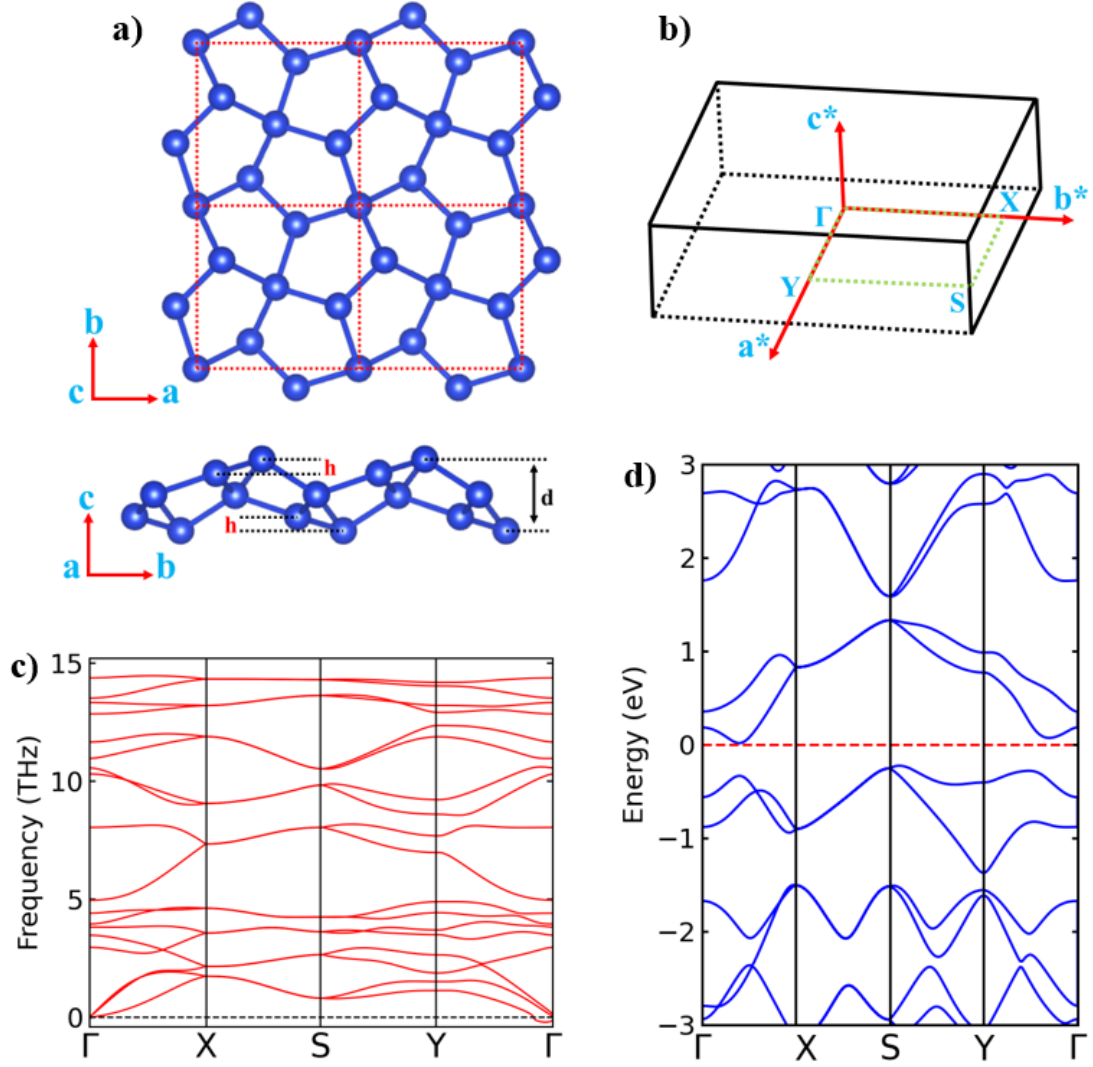 a)
b
c
a
c
a
b
h
h
d
b)
c*
Γ
X
b*
Y
S
a*
c)
Frequency (THz)
15
10
5
0
Γ
X
S
Y
Γ
d)
Energy (eV)
3
2
1
0
−1
−2
−3
Γ
X
S
Y
Γ